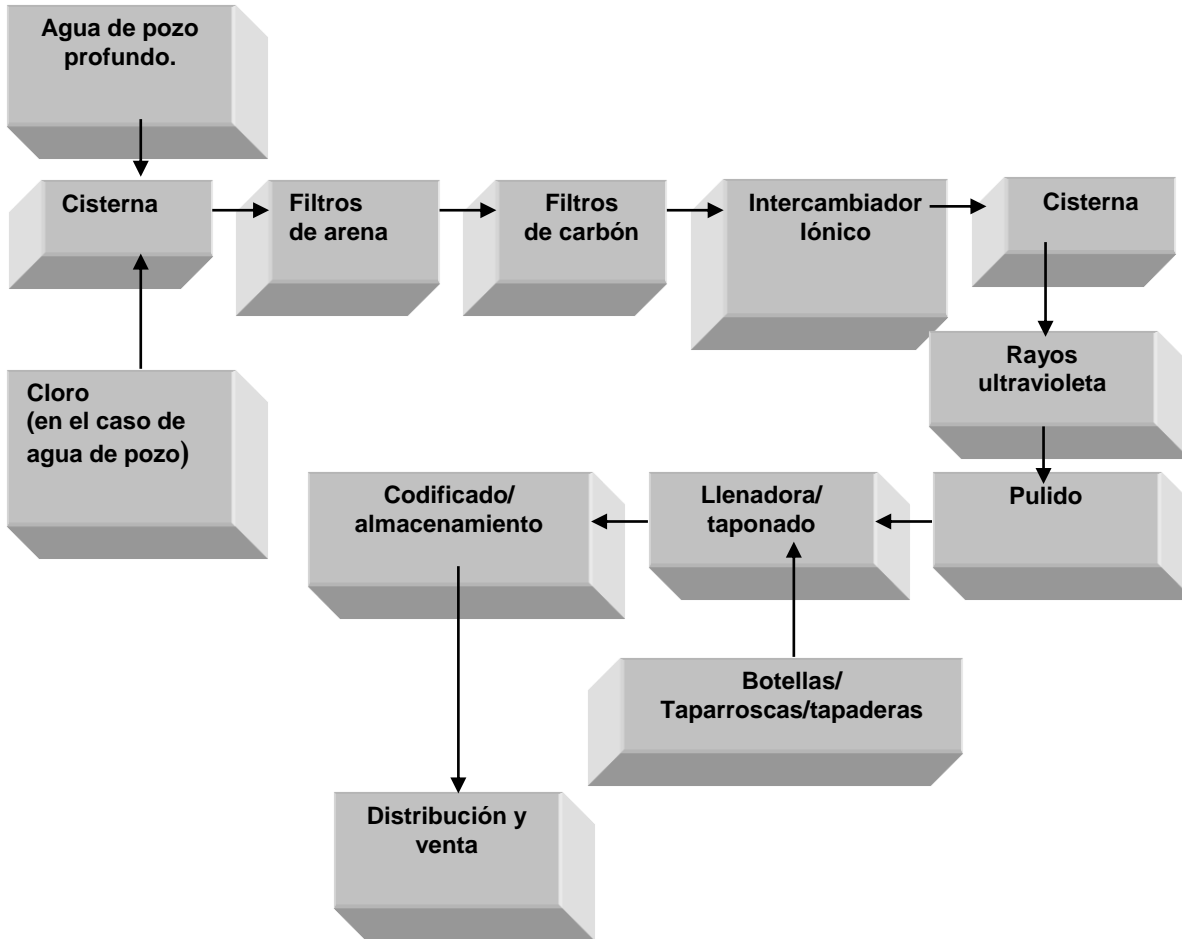 Agua de pozo
profundo.
Cisterna
Filtros
de arena
Filtros
de carbón
Intercambiador
Iónico
Cisterna
Rayos
ultravioleta
Cloro
(en el caso de
agua de pozo)
Codificado/
almacenamiento
Llenadora/
taponado
Pulido
Botellas/
Taparroscas/tapaderas
Distribución y
venta